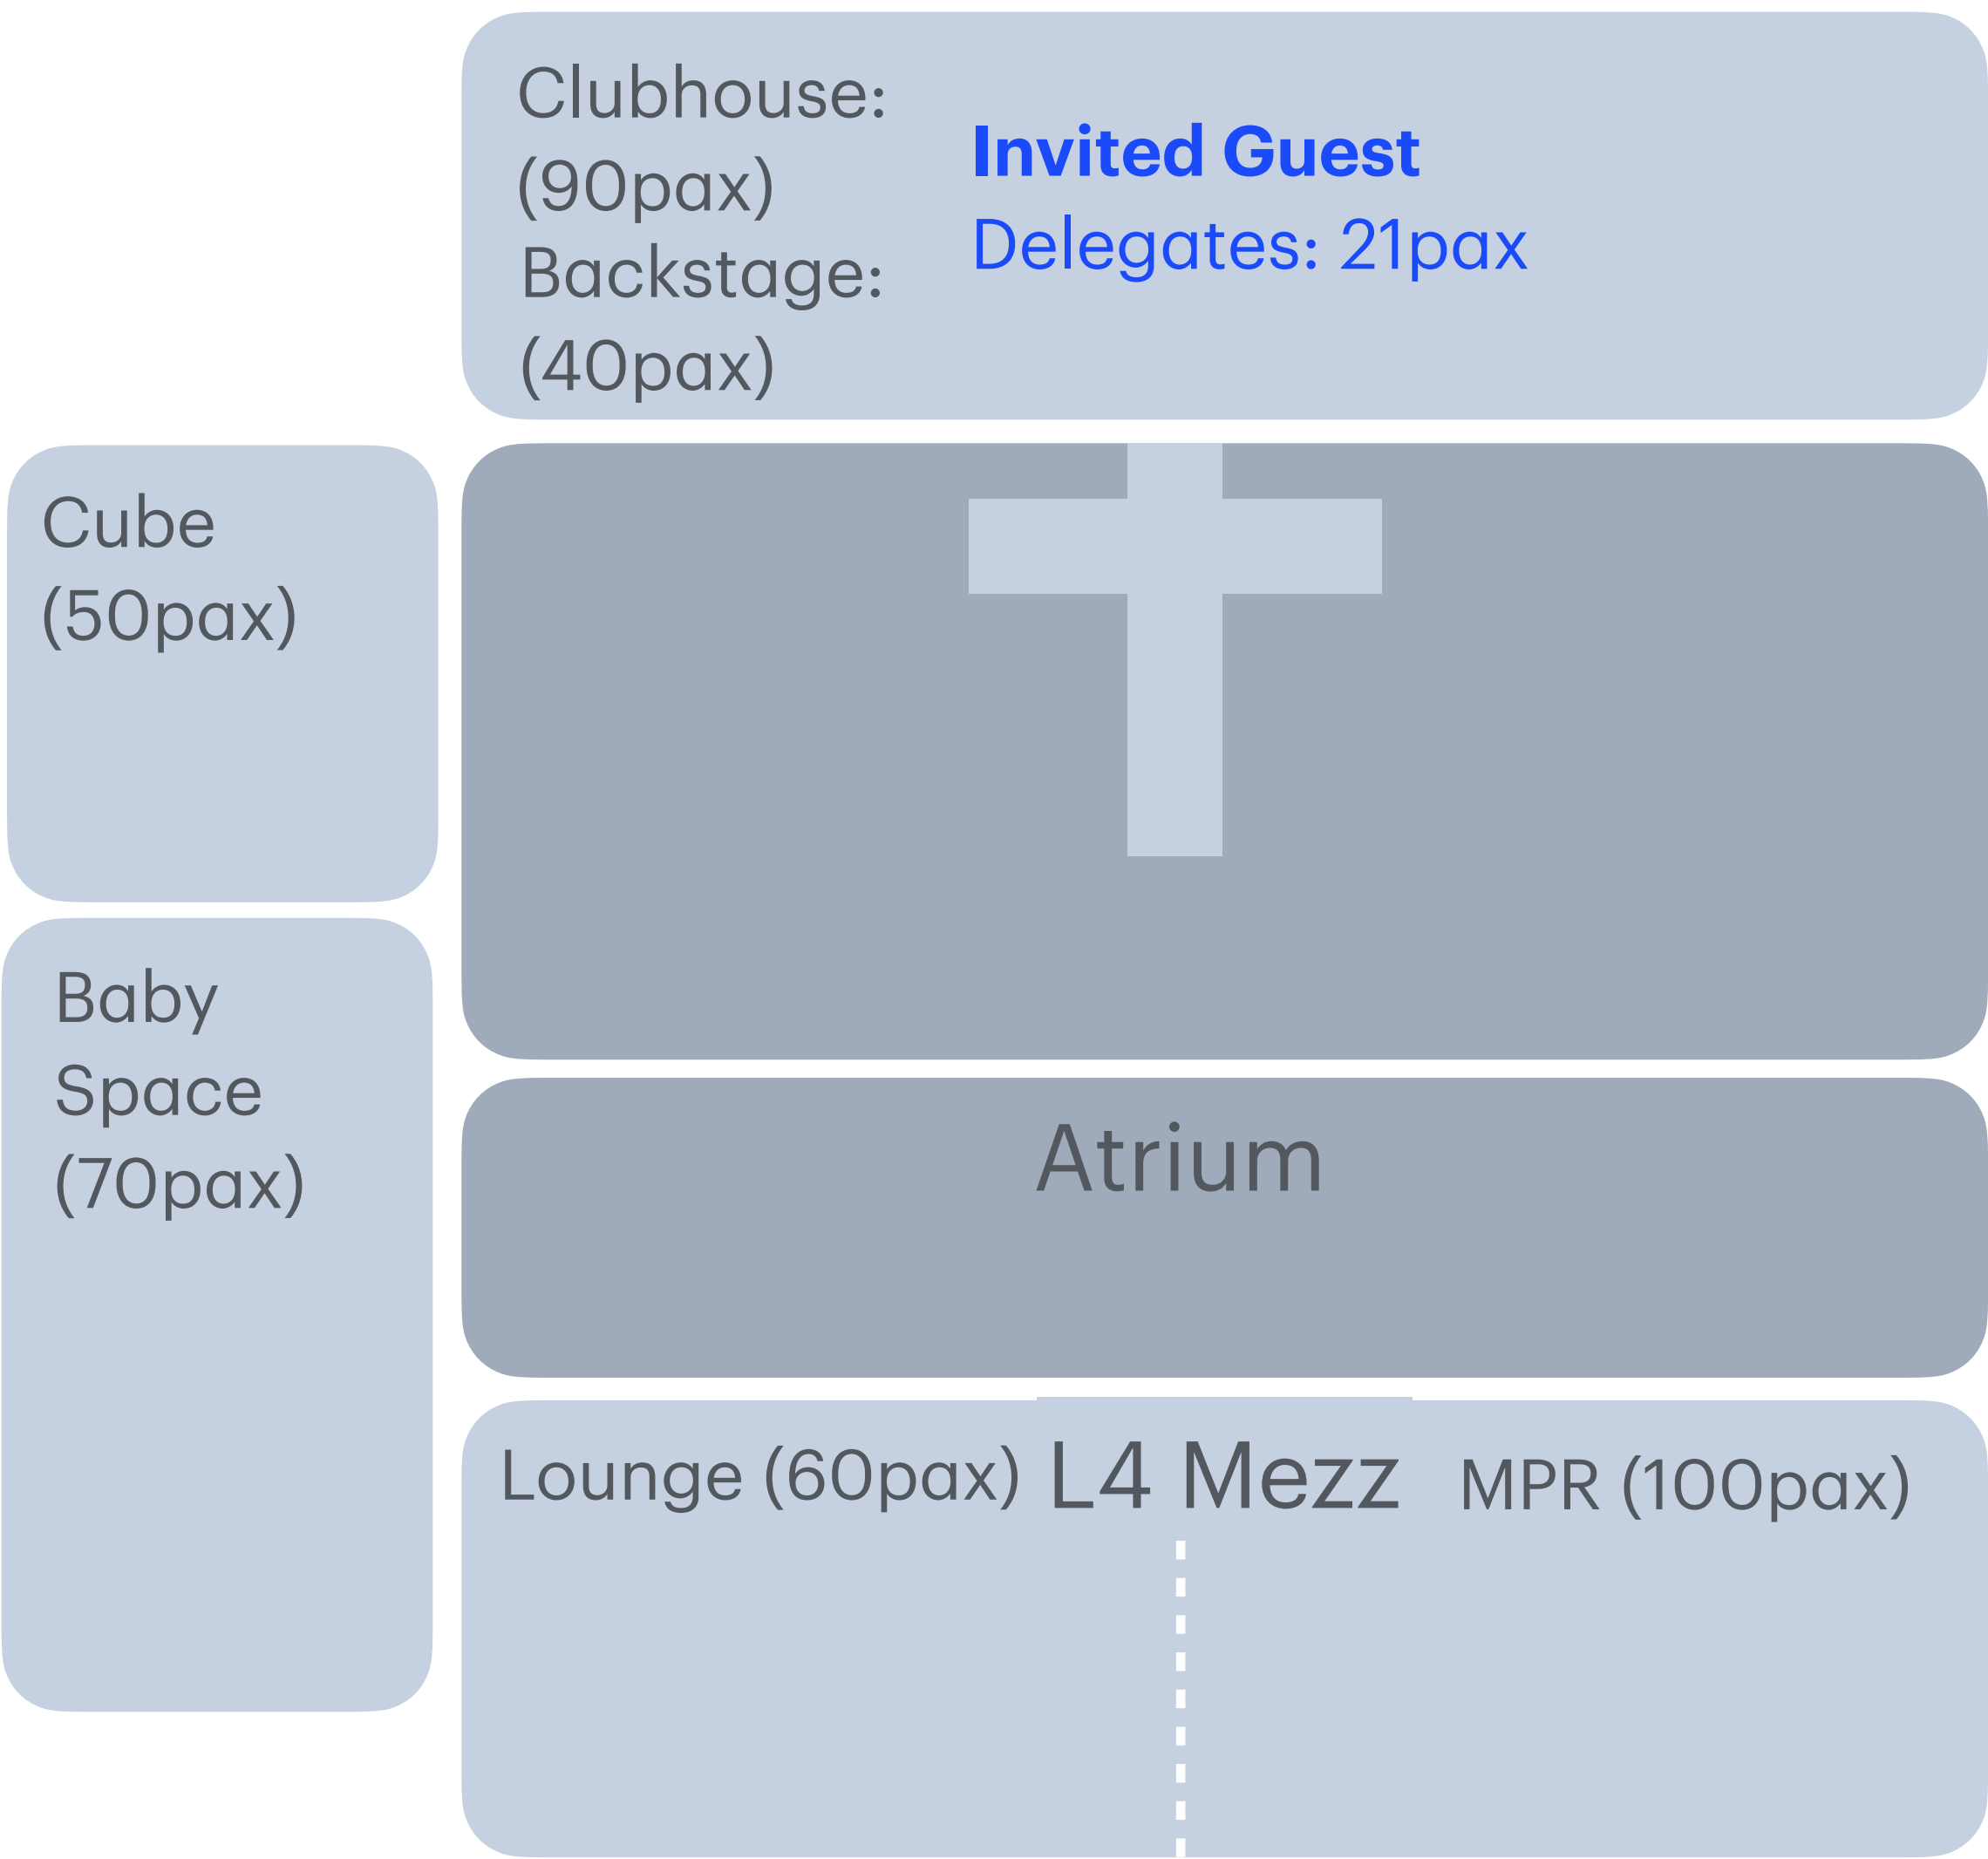 Clubhouse:
(90pax)
Backstage:
(40pax)
Invited Guest
Delegates: 21pax
Cube
(50pax)
Baby
Space
(70pax)
Atrium
Lounge (60pax)
L4 Mezz
MPR (100pax)